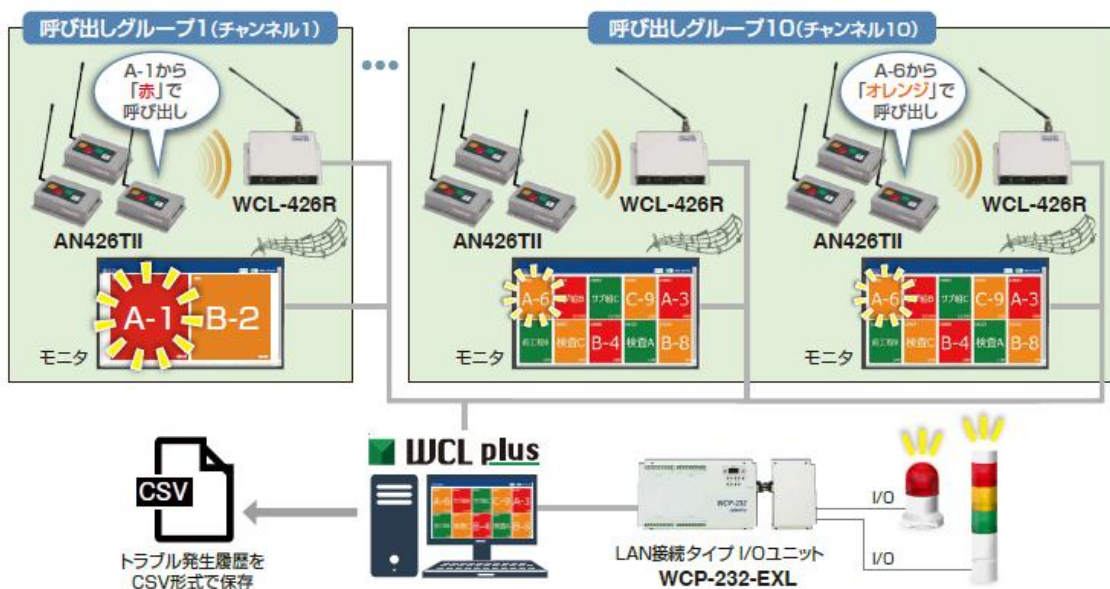 呼び出しグループ1(チャンネル1)
A-1から
「赤」で
呼び出し
WCL-426R
AN426TII
A-1
B-2
モニタ
呼び出しグループ10(チャンネル10)
WCL-426R
AN426TII
A-6
サブ組C
C-9
A-3
検査C
B-4
検査A
B-8
モニタ
A-6から
「オレンジ」で
呼び出し
WCL-426R
AN426TII
A-6
サブ組C
C-9
A-3
検査C
B-4
検査A
B-8
モニタ
CSV
トラブル発生履歴を
CSV形式で保存
WCL plus
A-6
C-9
A-3
B-4
B-8
WCP-232
LAN接続タイプ I/Oユニット
WCP-232-EXL
I/O
I/O